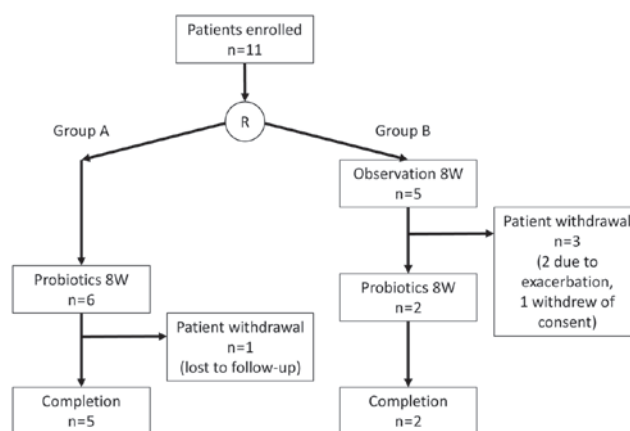 Patients enrolled
n=11
R
Group A
Group B
Observation 8W
n=5
Patient withdrawal
n=3
(2 due to
exacerbation,
1 withdrew of
consent)
Probiotics 8W
n=6
Probiotics 8W
n=2
Patient withdrawal
n=1
(lost to follow-up)
Completion
n=5
Completion
n=2